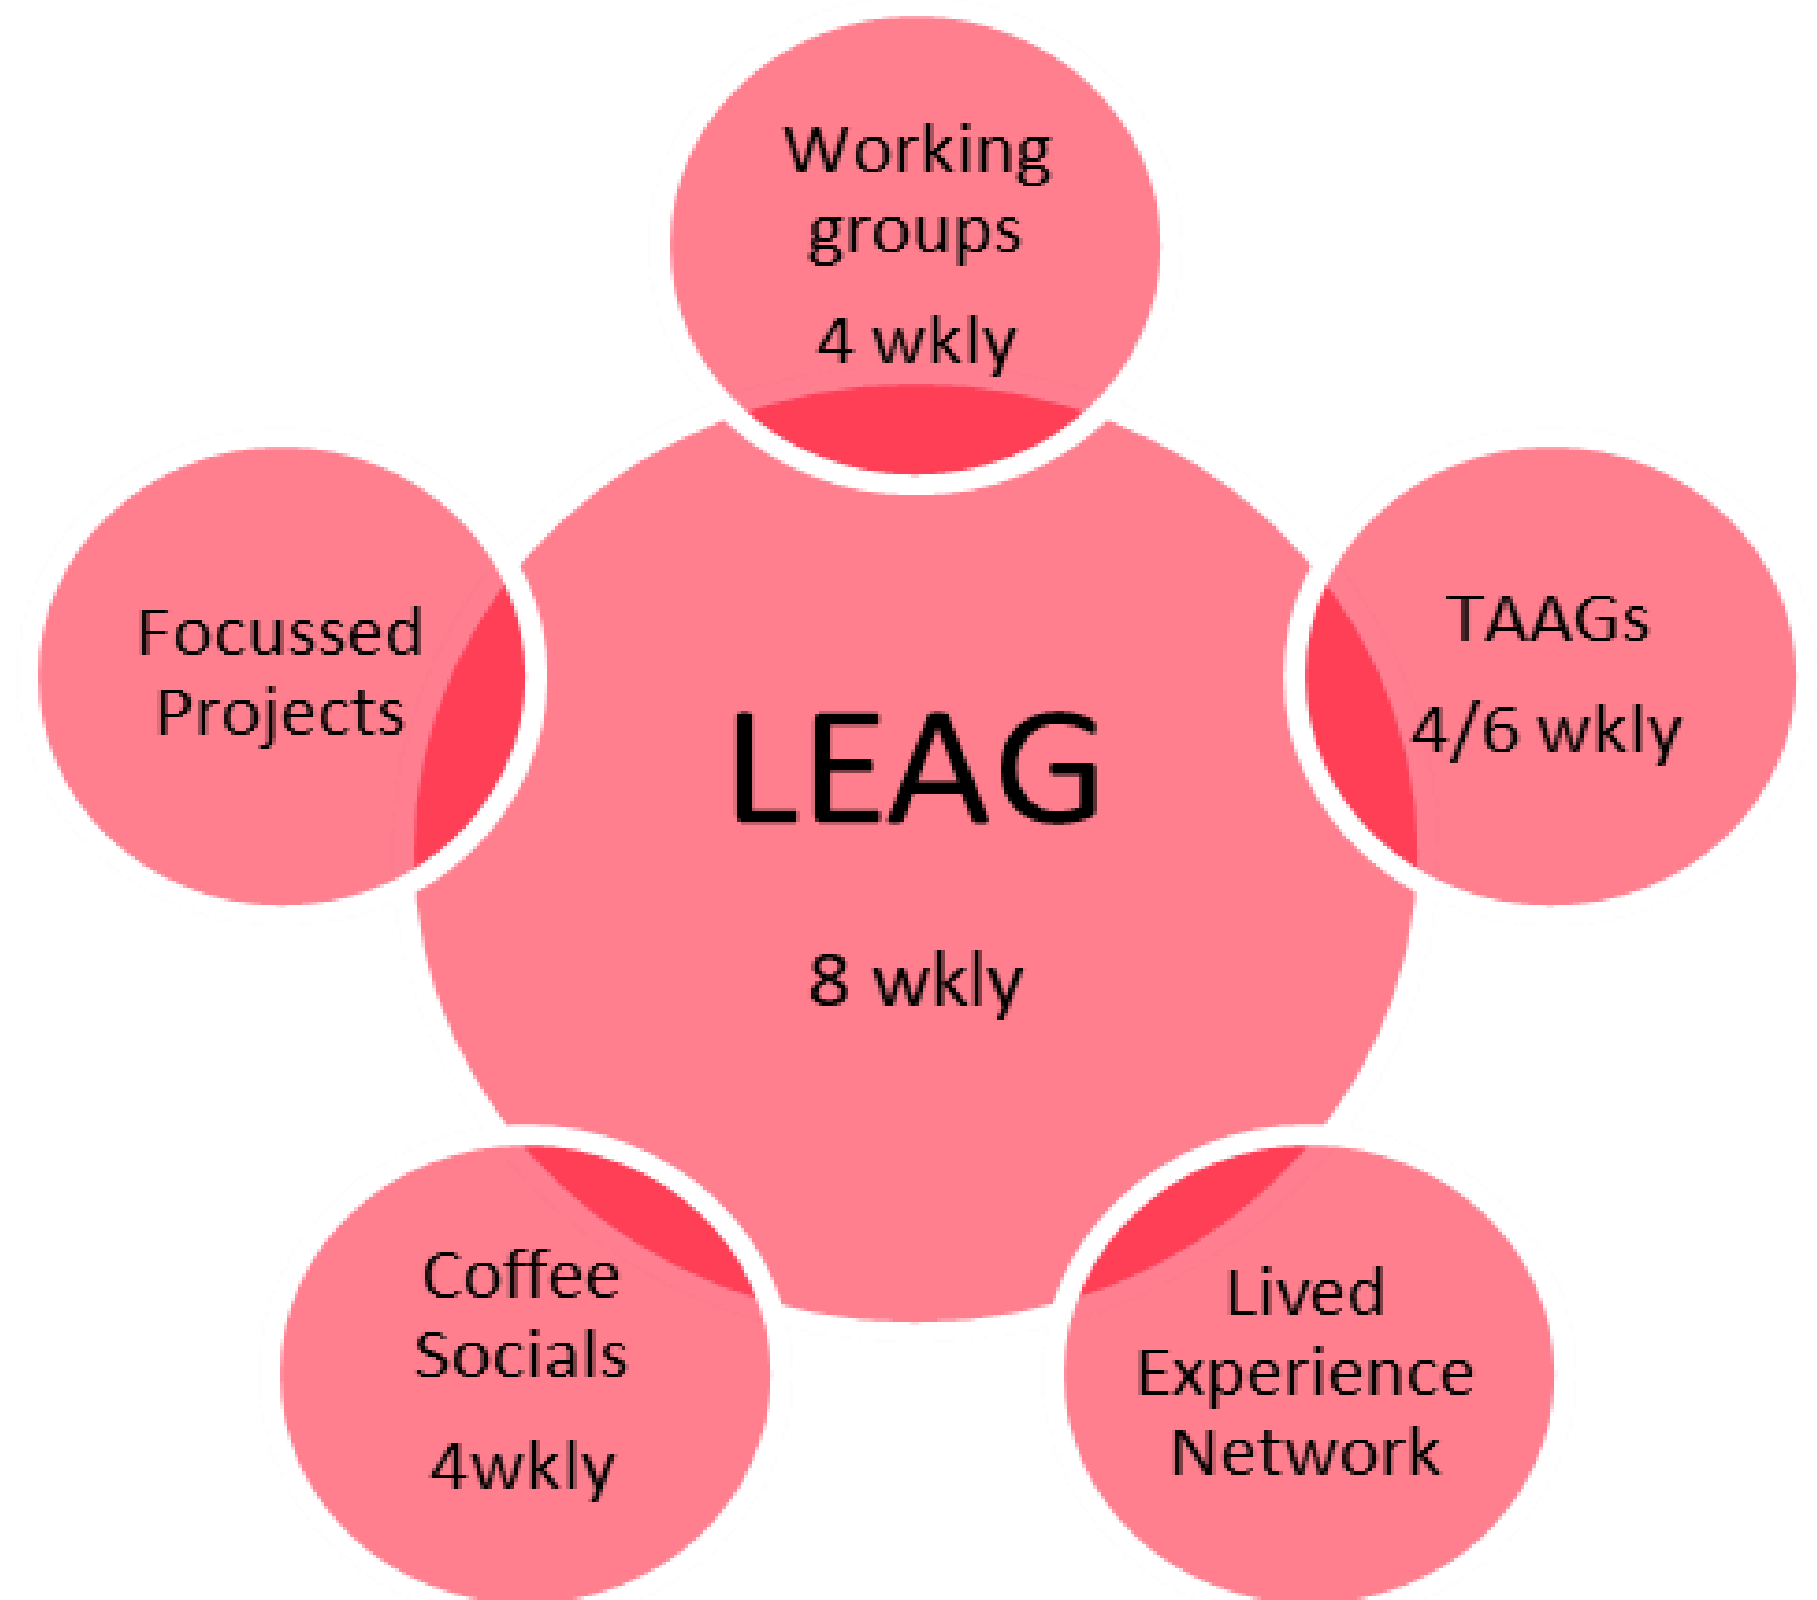 Working
groups
4 wkly
Focussed
Projects
TAAGs
4/6 wkly
LEAG
8 wkly
Coffee
Socials
4wkly
Lived
Experience
Network